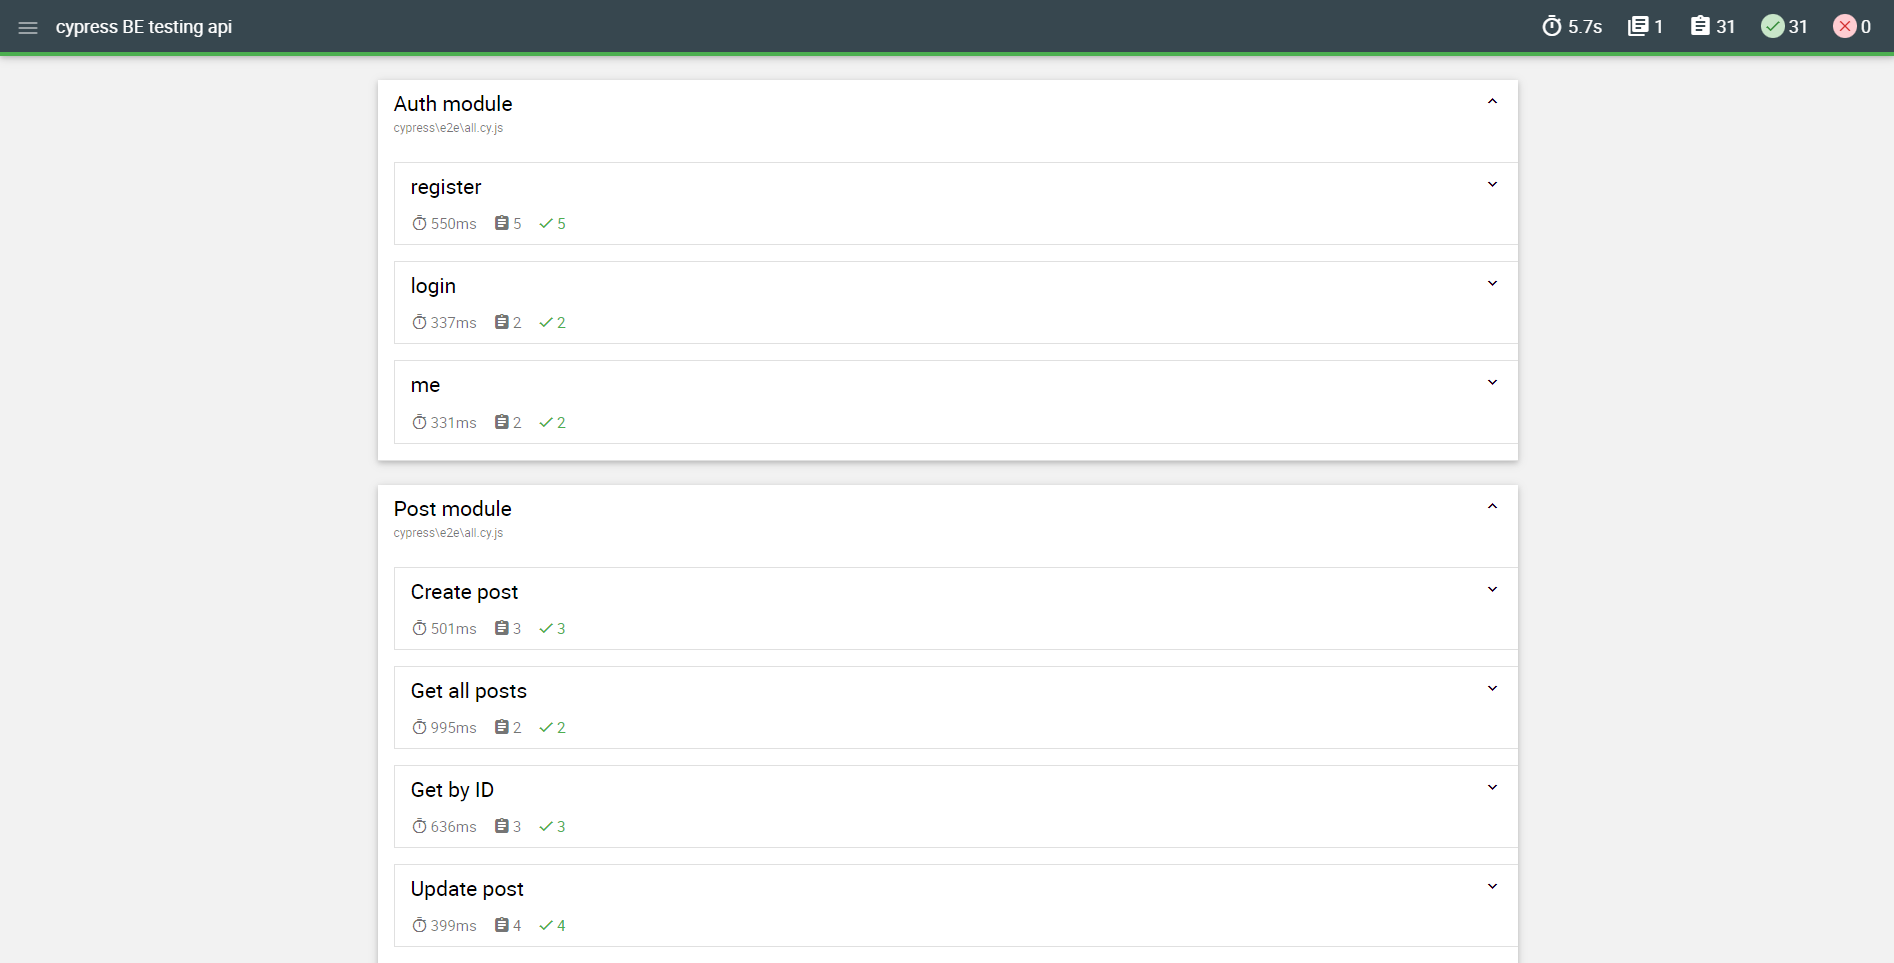 cypress BE testing api 5.7s 1 31 31 0
Auth module
cypress\e2e\all.cy.js
register
550ms 5 5
login
337ms 2 2
me
331ms 2 2
Post module
cypress\e2e\all.cy.js
Create post
501ms 3 3
Get all posts
995ms 2 2
Get by ID
636ms 3 3
Update post
399ms 4 4